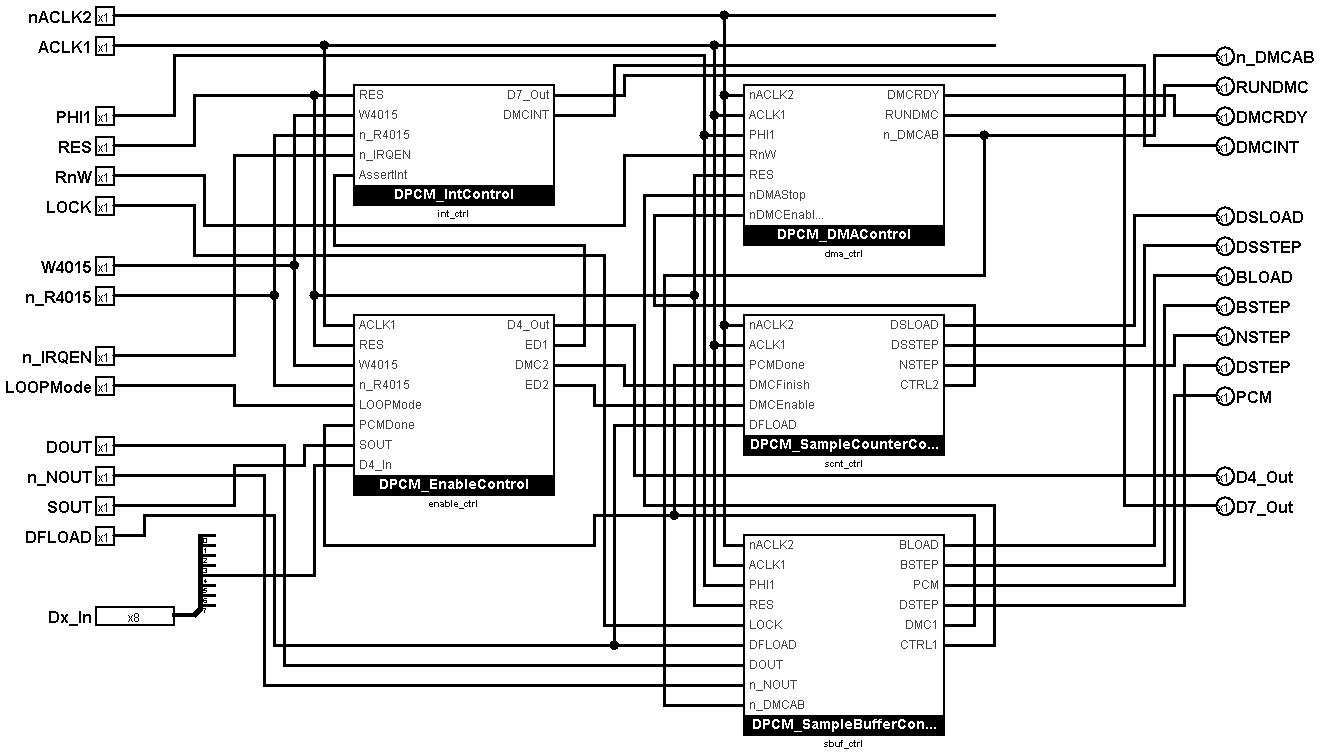 nACLK2 x1
ACLK1 x1
PHI1 x1
RES x1
RnW x1
LOCK x1
W4015 x1
n_R4015 x1
n_IRQEN x1
LOOPMode x1
DOUT x1
n_NOUT x1
SOUT x1
DFLOAD x1
Dx_In x8
RES D7_Out
W4015 DMCINT
n_R4015
n_IRQEN
AssertInt
DPCM_IntControl
int_ctrl
ACLK1 D4_Out
RES ED1
W4015 DMC2
n_R4015 ED2
LOOPMode
PCMDone
SOUT
D4_In
DPCM_EnableControl
enable_ctrl
nACLK2 DMCRDY
ACLK1 RUNDMC
PHI1 n_DMCAB
RnW
RES
nDMAStop
nDMCEnabl...
DPCM_DMAControl
dma_ctrl
nACLK2 DSLOAD
ACLK1 DSSTEP
PCMDone NSTEP
DMCFinish CTRL2
DMCEnable
DFLOAD
DPCM_SampleCounterCo...
scnt_ctrl
nACLK2 BLOAD
ACLK1 BSTEP
PHI1 PCM
RES DSTEP
LOCK DMC1
DFLOAD CTRL1
DOUT
n_NOUT
n_DMCAB
DPCM_SampleBufferCon...
sbuf_ctrl
x1 n_DMCAB
x1 RUNDMC
x1 DMCRDY
x1 DMCINT
x1 DSLOAD
x1 DSSTEP
x1 BLOAD
x1 BSTEP
x1 NSTEP
x1 DSTEP
x1 PCM
x1 D4_Out
x1 D7_Out